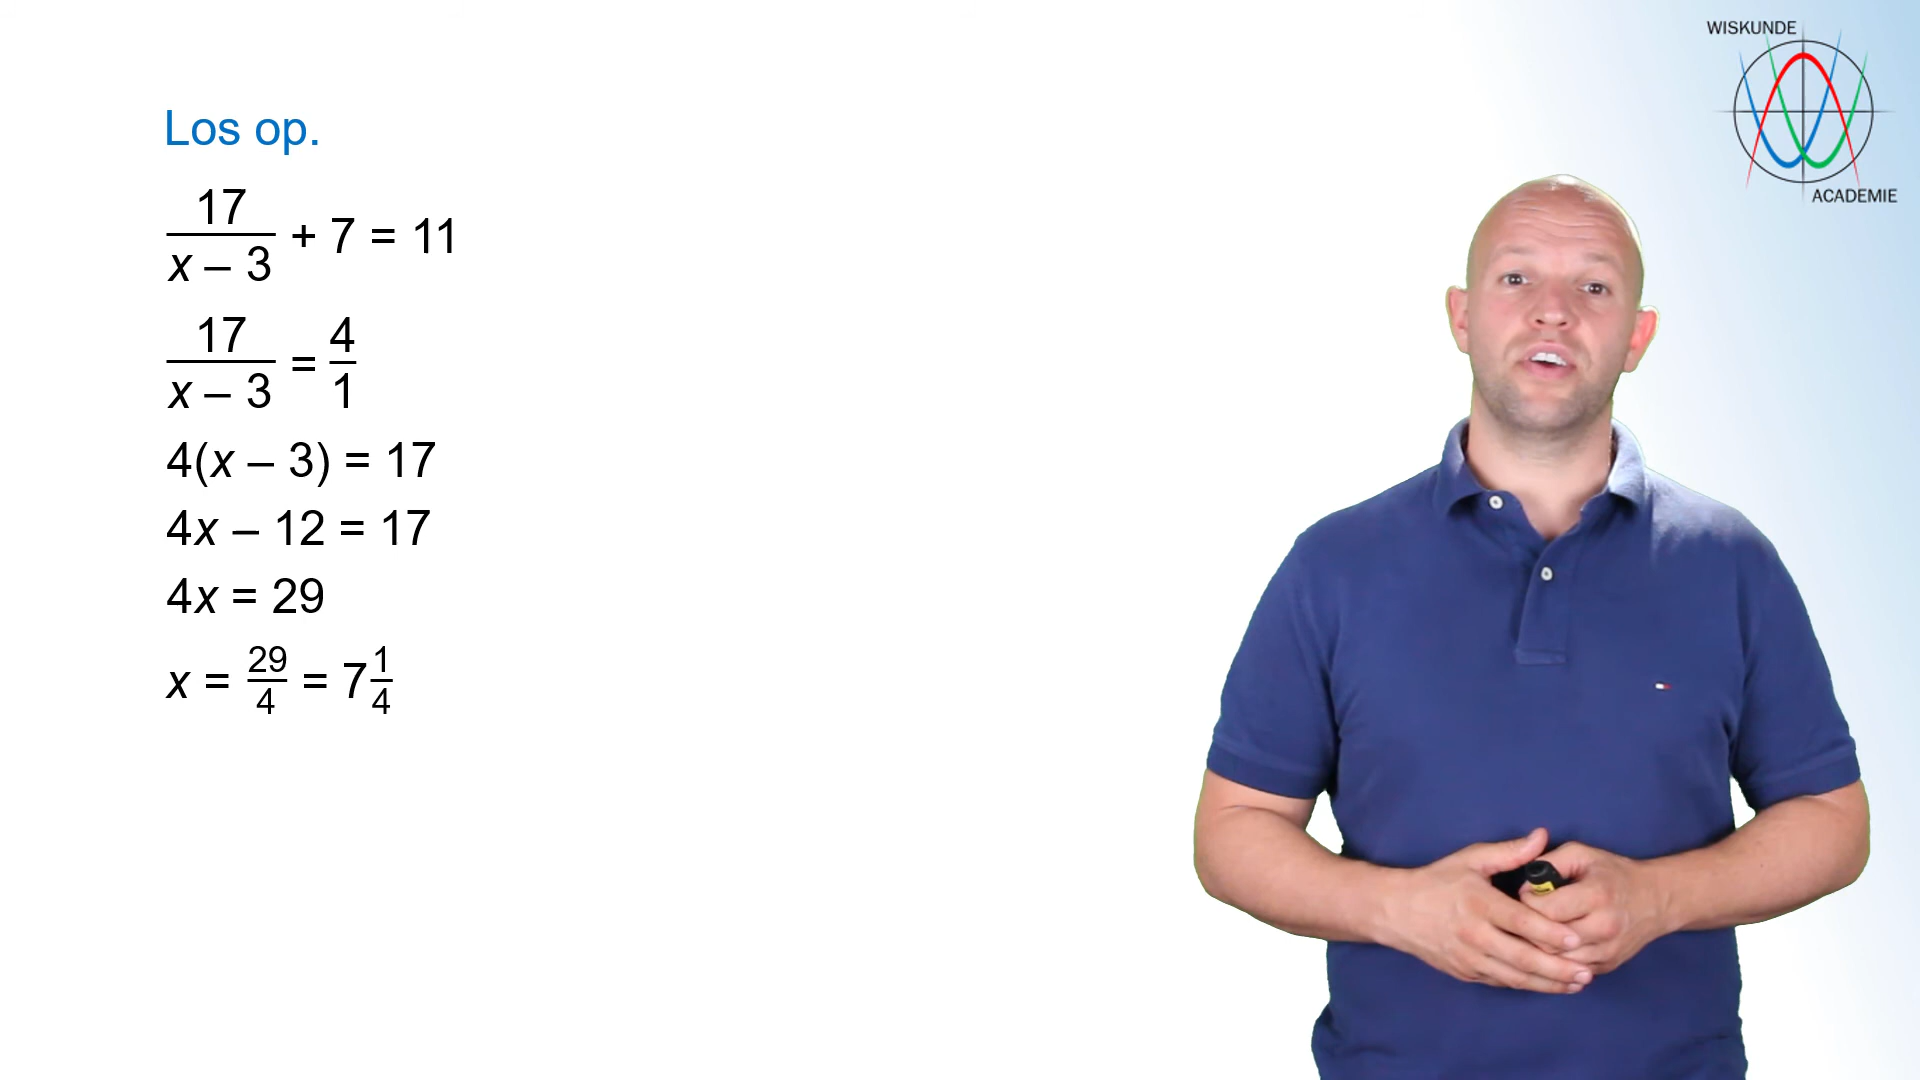 WISKUNDE
ACADEMIE
Los op.
17/(x – 3) + 7 = 11
17/(x – 3) = 4/1
4(x – 3) = 17
4x – 12 = 17
4x = 29
x = 29/4 = 7 1/4